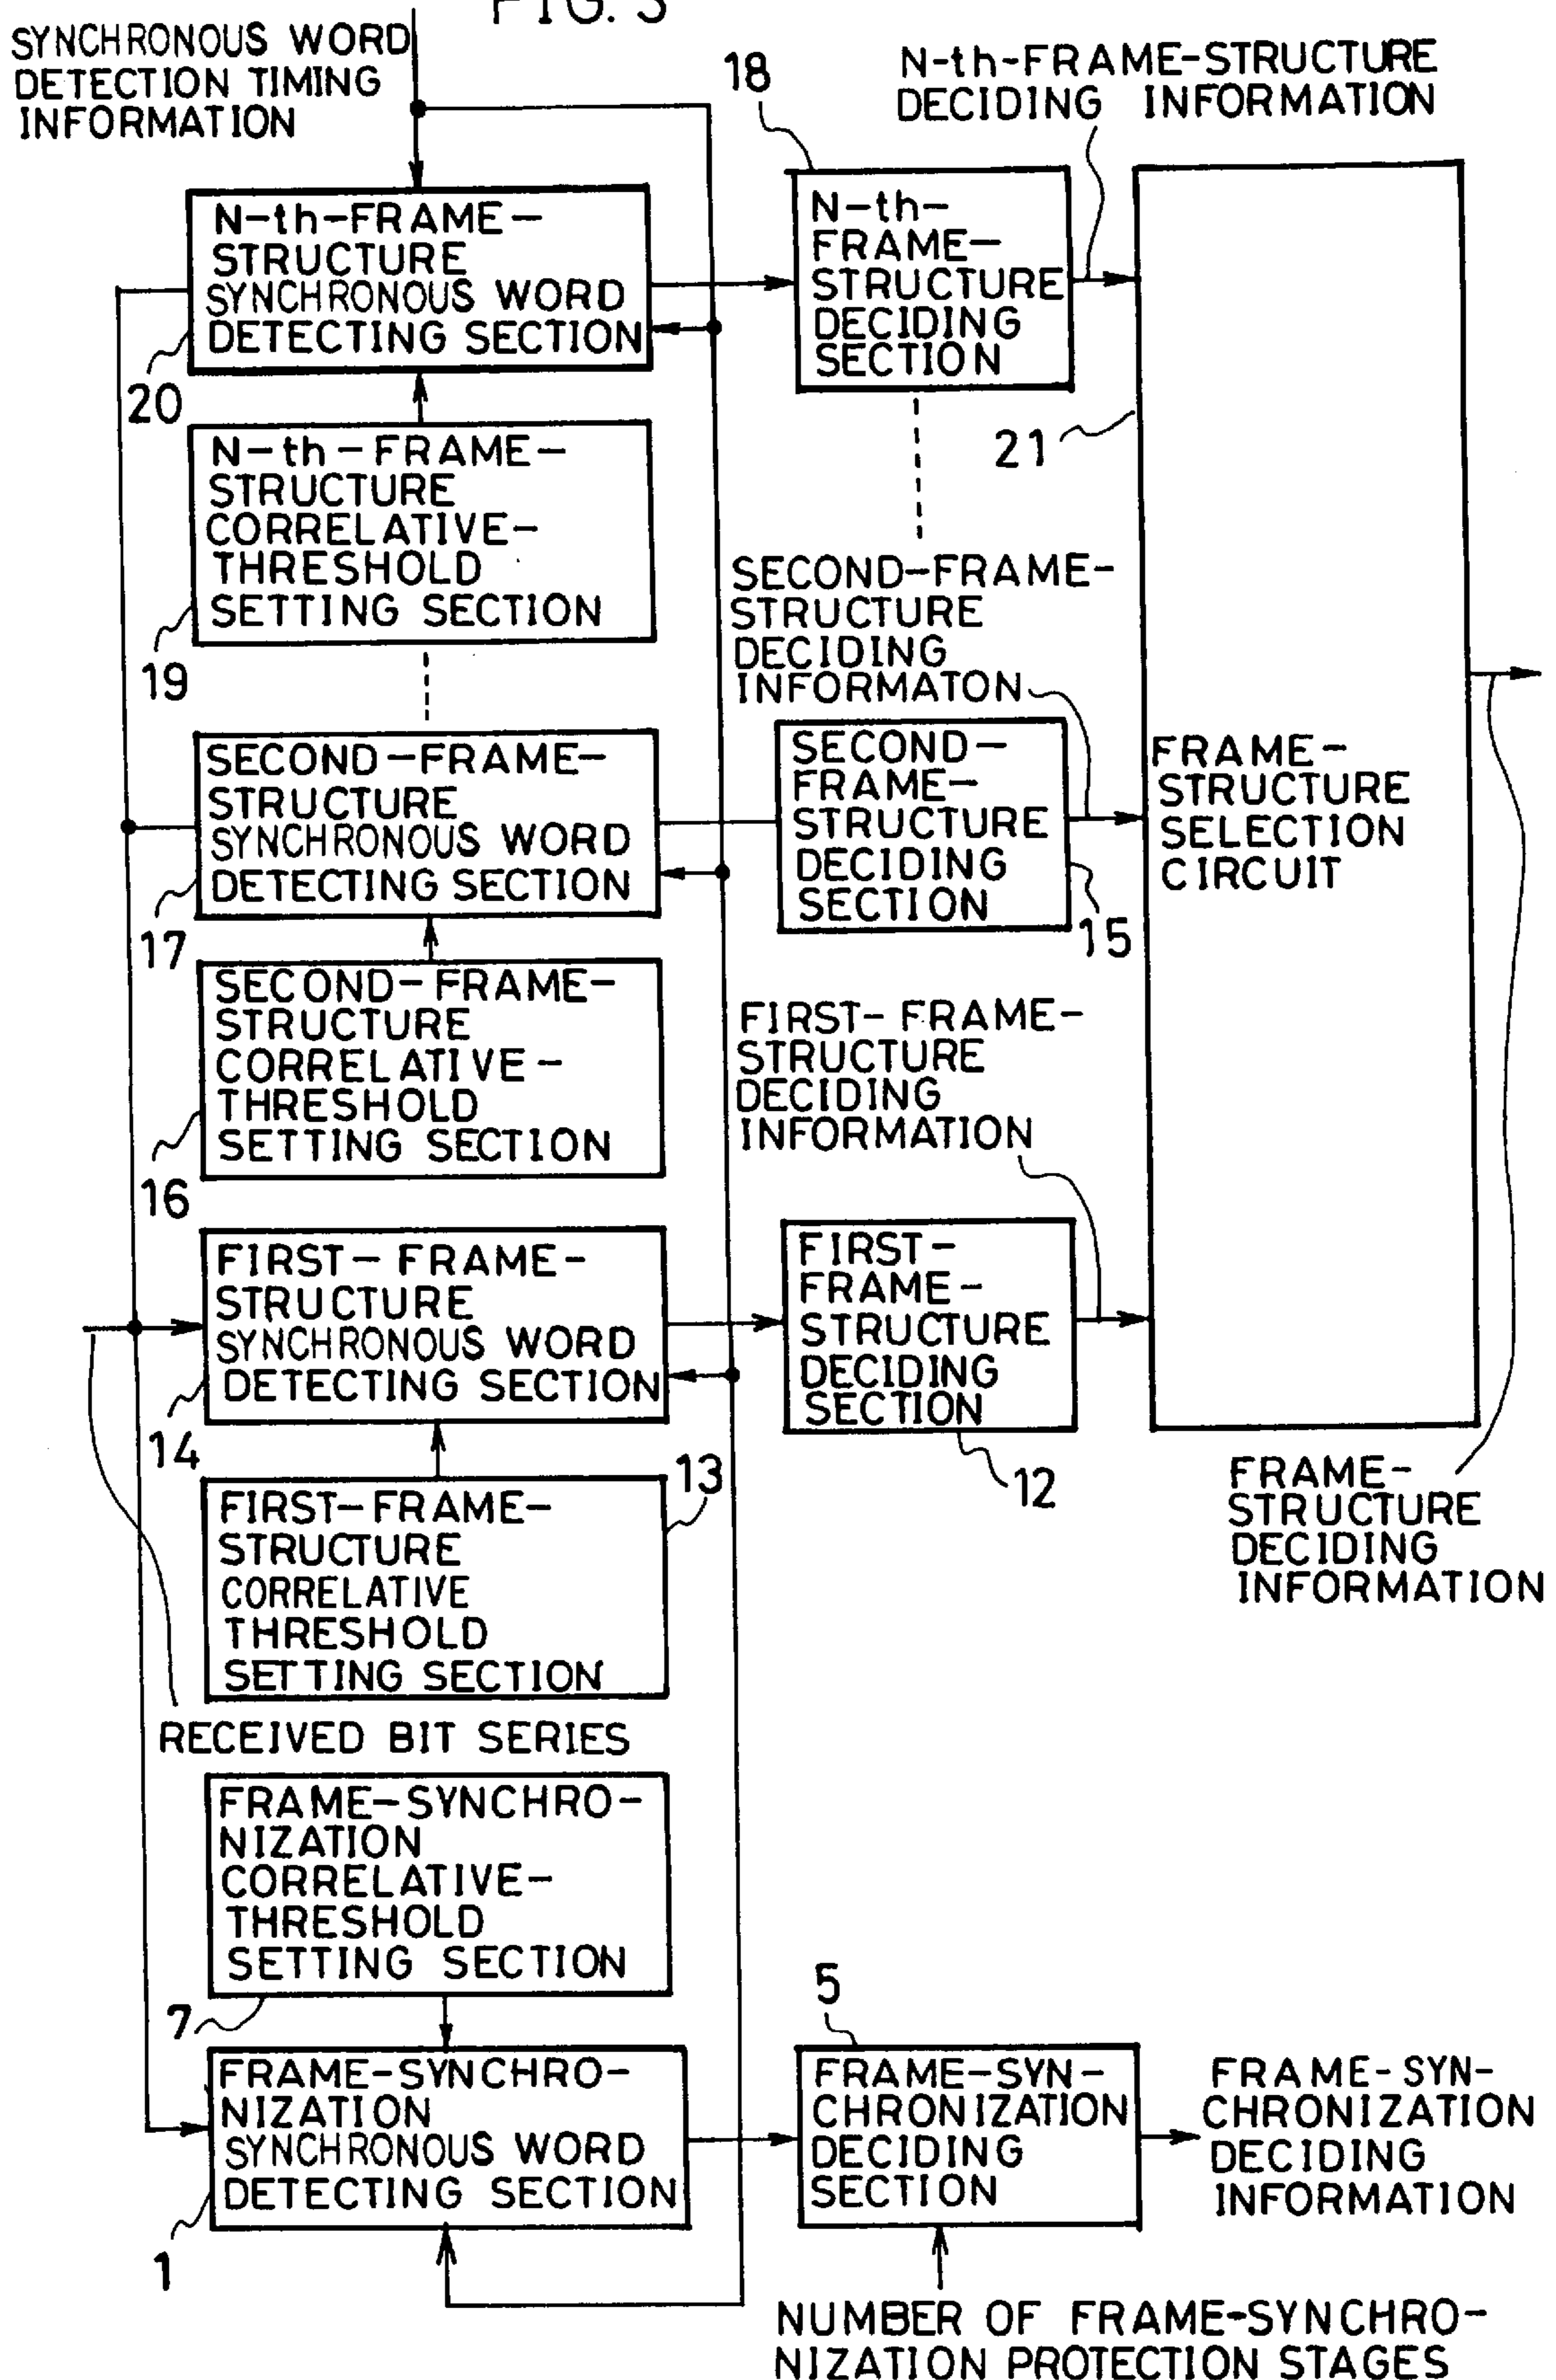 FIG. 3
SYNCHRONOUS WORD
DETECTION TIMING
INFORMATION
18
N-th-FRAME-STRUCTURE
DECIDING INFORMATION
N-th-FRAME-
STRUCTURE
SYNCHRONOUS WORD
DETECTING SECTION
20
N-th-
FRAME-
STRUCTURE
DECIDING
SECTION
21
N-th-FRAME-
STRUCTURE
CORRELATIVE-
THRESHOLD
SETTING SECTION
19
SECOND-FRAME-
STRUCTURE
DECIDING
INFORMATON
SECOND-FRAME-
STRUCTURE
SYNCHRONOUS WORD
DETECTING SECTION
17
SECOND-
FRAME-
STRUCTURE
DECIDING
SECTION
15
FRAME-
STRUCTURE
SELECTION
CIRCUIT
SECOND-FRAME-
STRUCTURE
CORRELATIVE-
THRESHOLD
SETTING SECTION
16
FIRST-FRAME-
STRUCTURE
DECIDING
INFORMATION
FIRST-FRAME-
STRUCTURE
SYNCHRONOUS WORD
DETECTING SECTION
14
FIRST-
FRAME-
STRUCTURE
DECIDING
SECTION
12
13
FIRST-FRAME-
STRUCTURE
CORRELATIVE
THRESHOLD
SETTING SECTION
FRAME-
STRUCTURE
DECIDING
INFORMATION
RECEIVED BIT SERIES
FRAME-SYNCHRO-
NIZATION
CORRELATIVE-
THRESHOLD
SETTING SECTION
7
5
FRAME-SYNCHRO-
NIZATION
SYNCHRONOUS WORD
DETECTING SECTION
1
FRAME-SYN-
CHRONIZATION
DECIDING
SECTION
FRAME-SYN-
CHRONIZATION
DECIDING
INFORMATION
NUMBER OF FRAME-SYNCHRO-
NIZATION PROTECTION STAGES